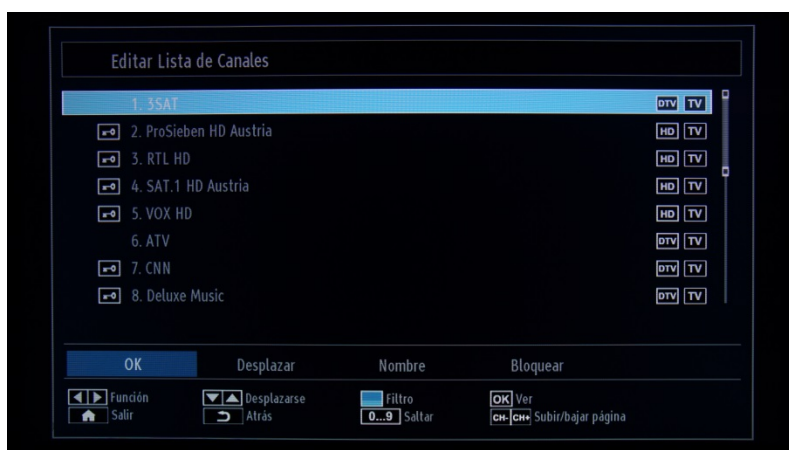 Editar Lista de Canales
1. 3SAT DTV TV
2. ProSieben HD Austria HD TV
3. RTL HD HD TV
4. SAT.1 HD Austria HD TV
5. VOX HD HD TV
6. ATV DTV TV
7. CNN DTV TV
8. Deluxe Music DTV TV
OK Desplazar Nombre Bloquear
Función Desplazarse Filtro OK Ver
Salir Atrás 0...9 Saltar CH- CH+ Subir/bajar página